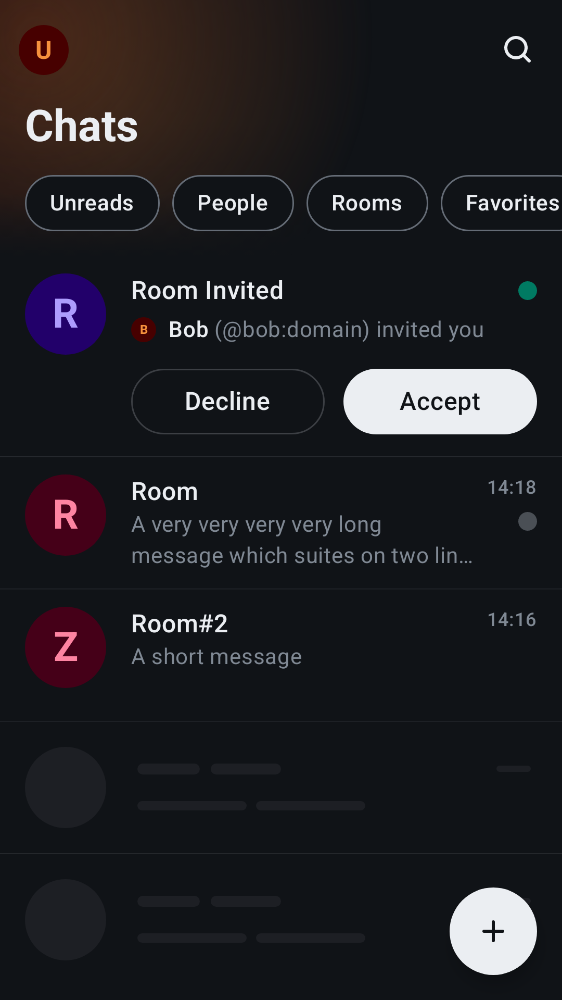 U
Chats
Unreads People Rooms Favorites
R
Room Invited
B Bob (@bob:domain) invited you
Decline Accept
R
Room 14:18
A very very very very long
message which suites on two lin…
Z
Room#2 14:16
A short message